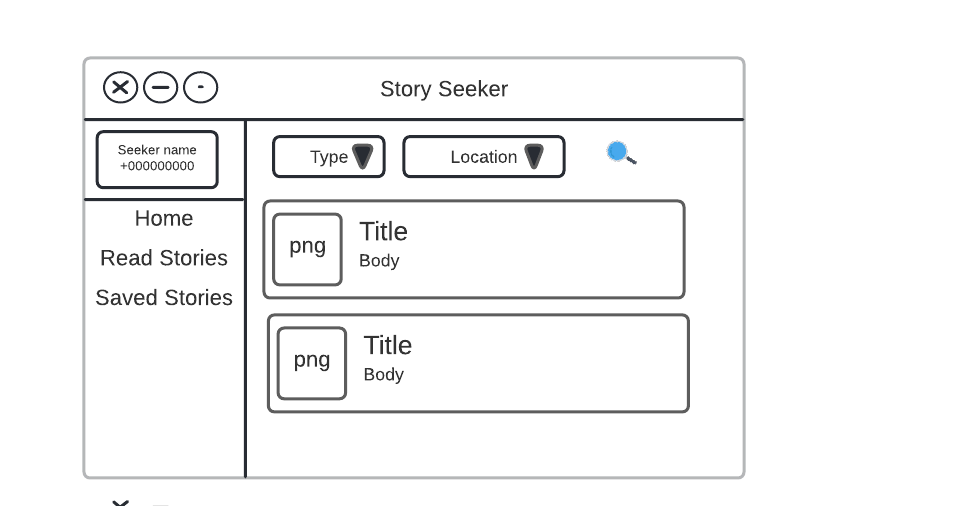 Story Seeker
Seeker name
+000000000
Type
Location
Home
Read Stories
Saved Stories
png
Title
Body
png
Title
Body